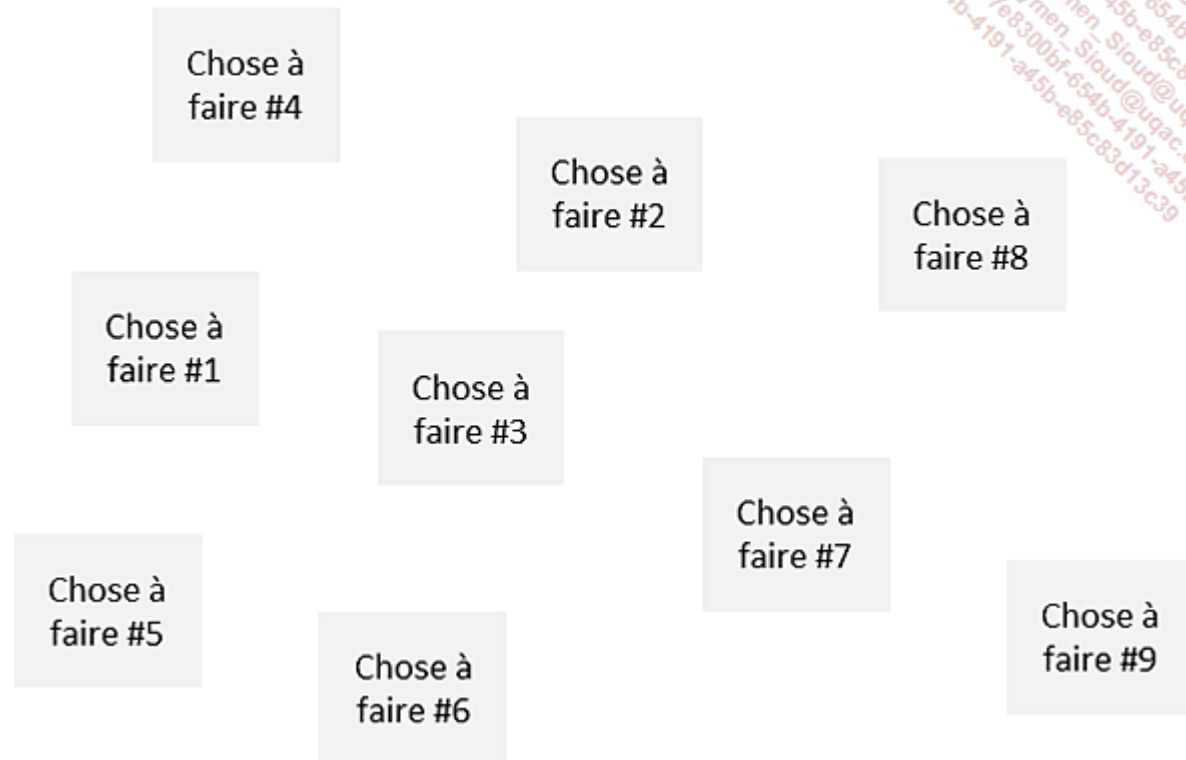 Chose à
faire #4
Chose à
faire #2
Chose à
faire #8
Chose à
faire #1
Chose à
faire #3
Chose à
faire #7
Chose à
faire #5
Chose à
faire #9
Chose à
faire #6